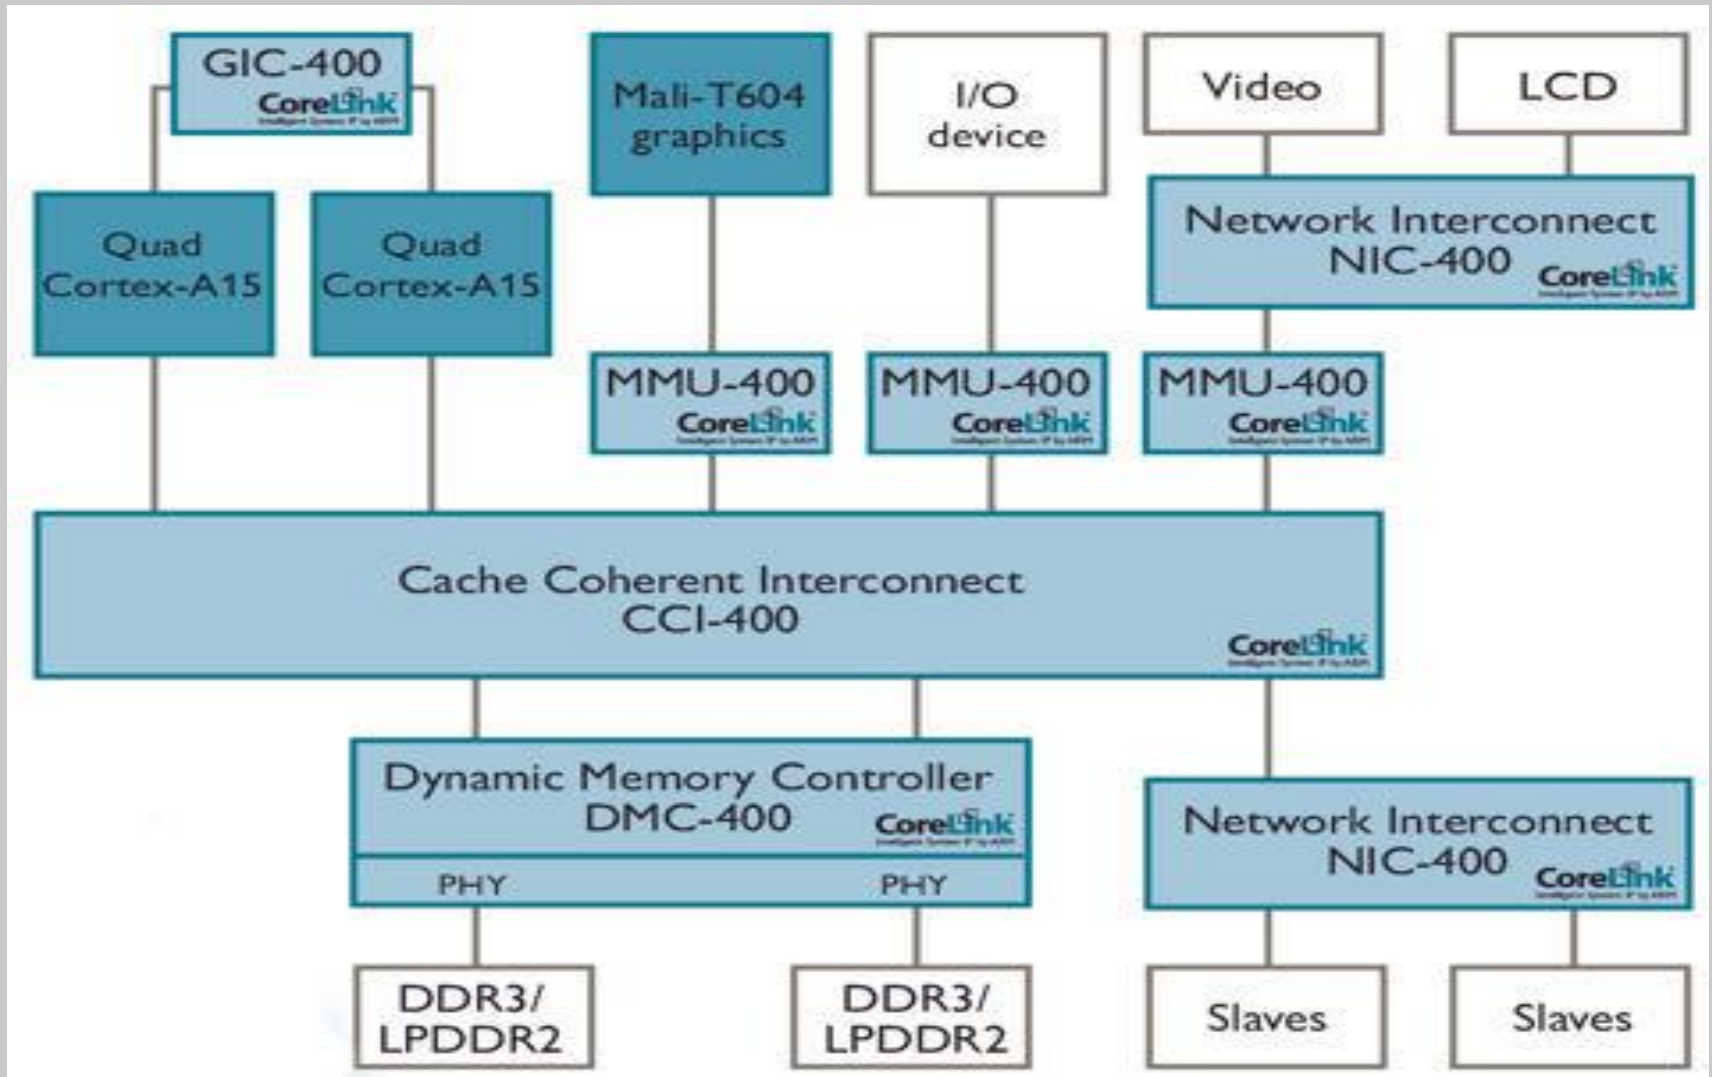 GIC-400
CoreLink
Mali-T604
graphics
I/O
device
Video
LCD
Quad
Cortex-A15
Quad
Cortex-A15
Network Interconnect
NIC-400
CoreLink
MMU-400
CoreLink
MMU-400
CoreLink
MMU-400
CoreLink
Cache Coherent Interconnect
CCI-400
CoreLink
Dynamic Memory Controller
DMC-400
CoreLink
PHY
PHY
Network Interconnect
NIC-400
CoreLink
DDR3/
LPDDR2
DDR3/
LPDDR2
Slaves
Slaves